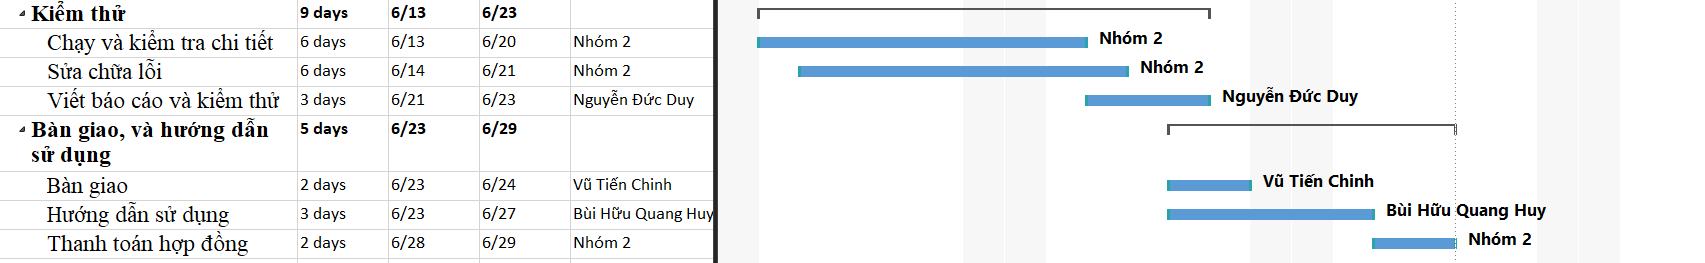 Kiểm thử 9 days 6/13 6/23
Chạy và kiểm tra chi tiết 6 days 6/13 6/20 Nhóm 2 Nhóm 2
Sửa chữa lỗi 6 days 6/14 6/21 Nhóm 2 Nhóm 2
Viết báo cáo và kiểm thử 3 days 6/21 6/23 Nguyễn Đức Duy Nguyễn Đức Duy
Bàn giao, và hướng dẫn 5 days 6/23 6/29
sử dụng
Bàn giao 2 days 6/23 6/24 Vũ Tiến Chinh Vũ Tiến Chinh
Hướng dẫn sử dụng 3 days 6/23 6/27 Bùi Hữu Quang Huy Bùi Hữu Quang Huy
Thanh toán hợp đồng 2 days 6/28 6/29 Nhóm 2 Nhóm 2